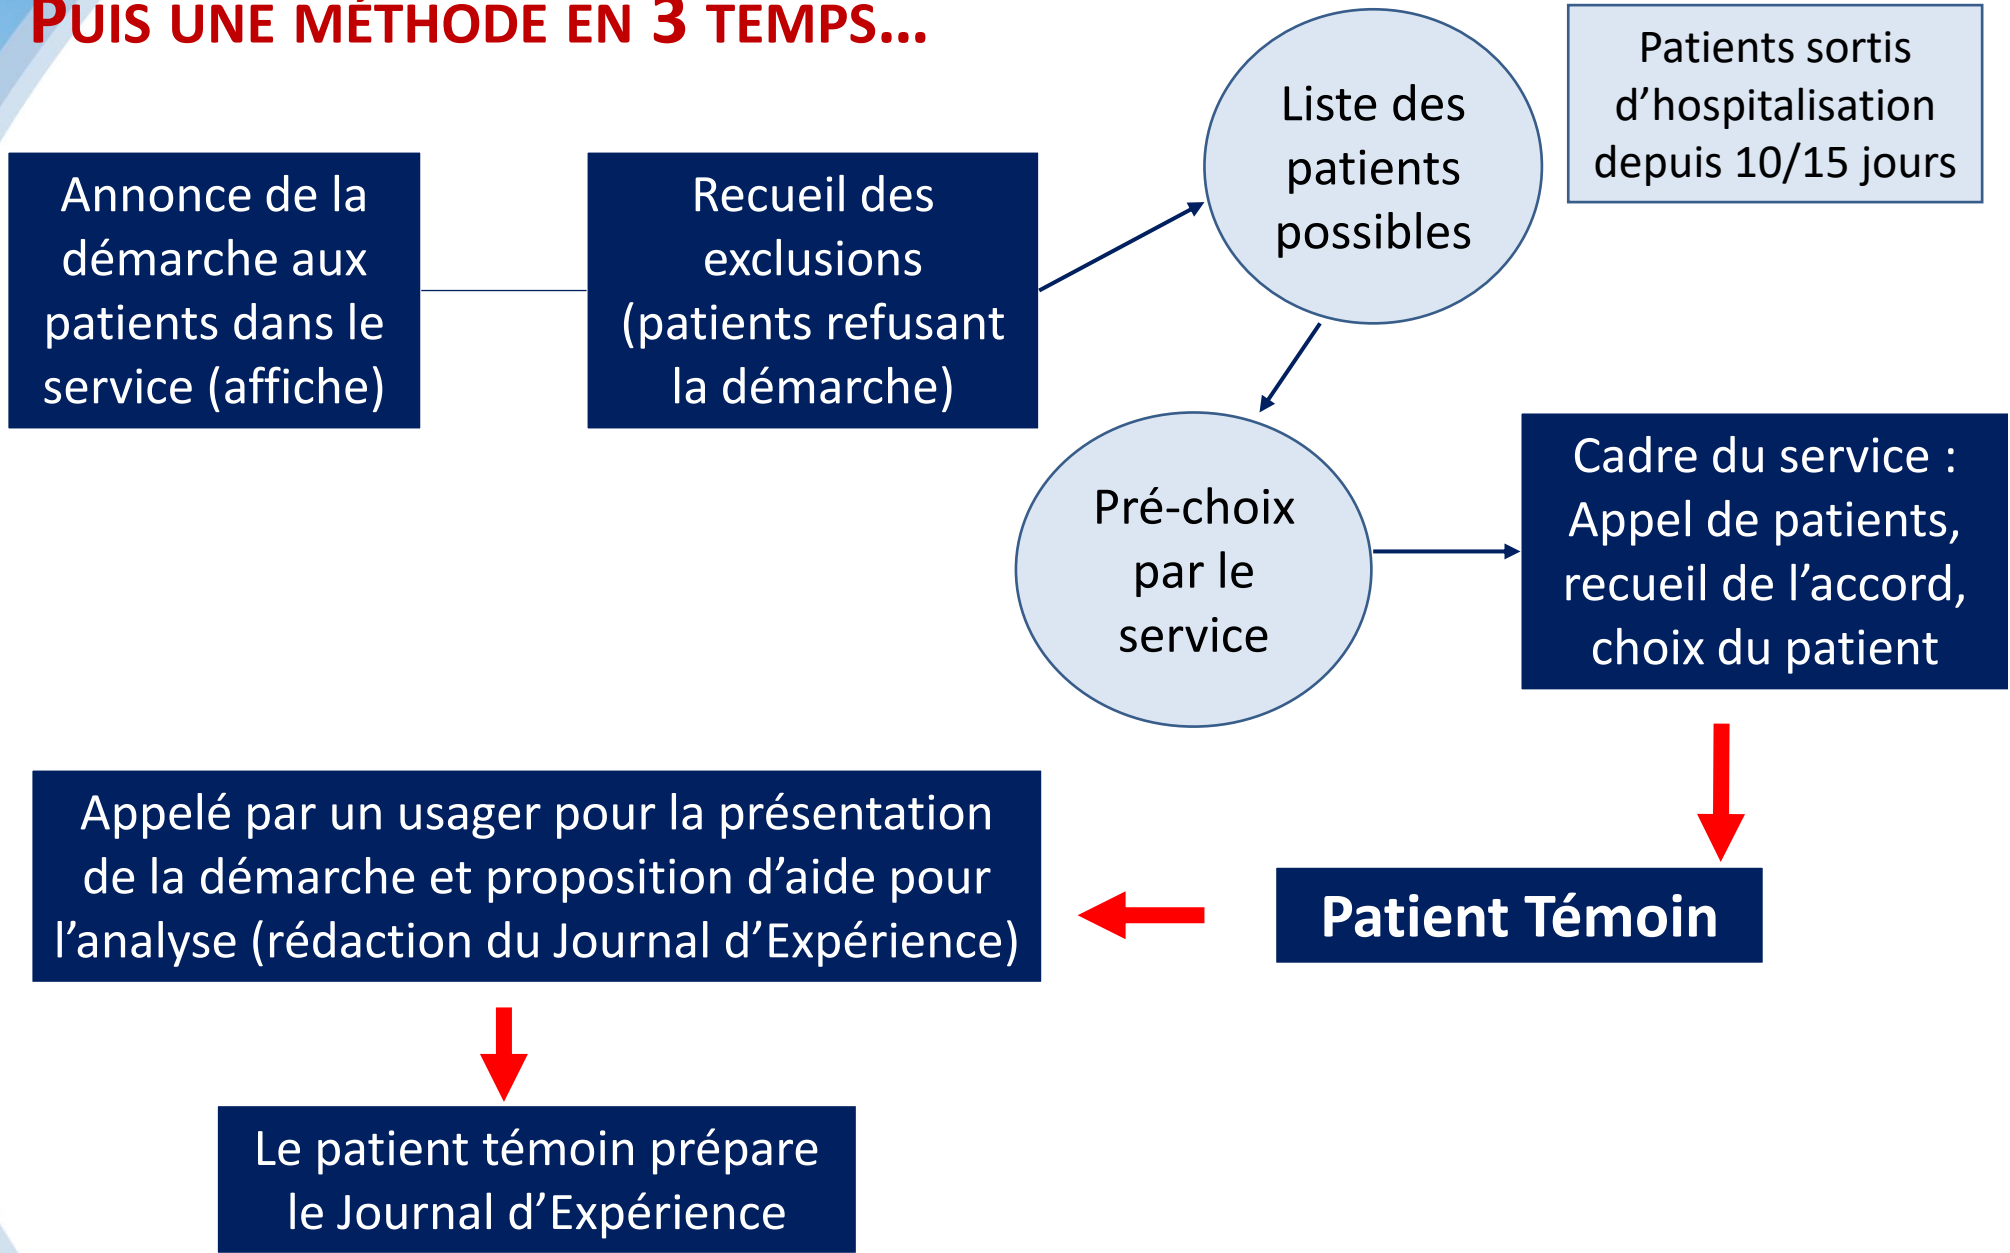 PUIS UNE MÉTHODE EN 3 TEMPS...
Annonce de la
démarche aux
patients dans le
service (affiche)
Recueil des
exclusions
(patients refusant
la démarche)
Liste des
patients
possibles
Patients sortis
d’hospitalisation
depuis 10/15 jours
Pré-choix
par le
service
Cadre du service :
Appel de patients,
recueil de l’accord,
choix du patient
Patient Témoin
Appelé par un usager pour la présentation
de la démarche et proposition d’aide pour
l’analyse (rédaction du Journal d’Expérience)
Le patient témoin prépare
le Journal d’Expérience